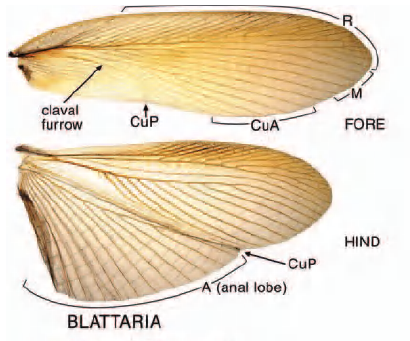 R
M
claval
furrow
CuP
CuA
FORE
HIND
CuP
A (anal lobe)
BLATTARIA